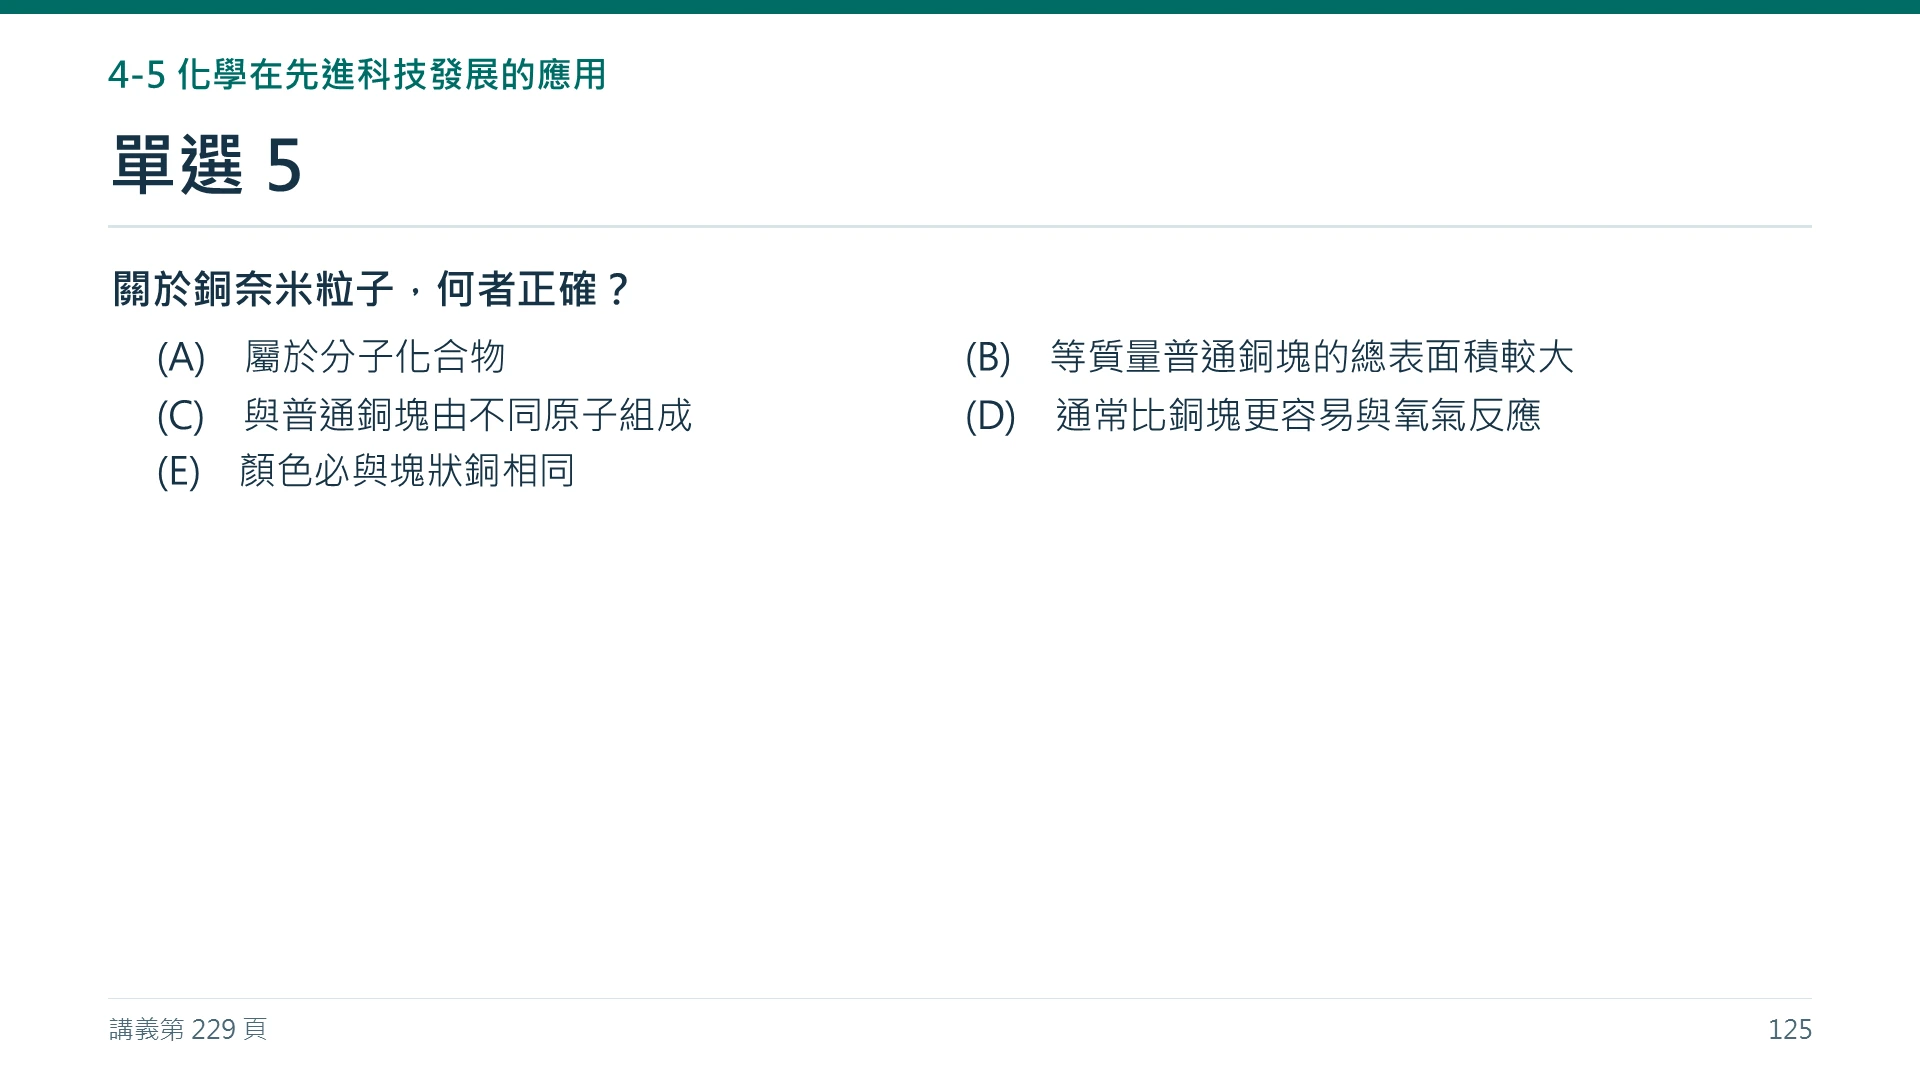 4-5 化學在先進科技發展的應用
單選 5
關於銅奈米粒子，何者正確？
(A) 屬於分子化合物
(B) 等質量普通銅塊的總表面積較大
(C) 與普通銅塊由不同原子組成
(D) 通常比銅塊更容易與氧氣反應
(E) 顏色必與塊狀銅相同
講義第 229 頁
125